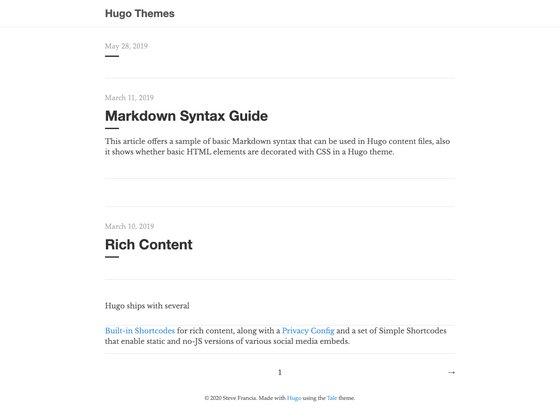 Hugo Themes
May 28, 2019
March 11, 2019
Markdown Syntax Guide
This article offers a sample of basic Markdown syntax that can be used in Hugo content files, also
it shows whether basic HTML elements are decorated with CSS in a Hugo theme.
March 10, 2019
Rich Content
Hugo ships with several
Built-in Shortcodes for rich content, along with a Privacy Config and a set of Simple Shortcodes
that enable static and no-JS versions of various social media embeds.
1 →
© 2020 Steve Francia. Made with Hugo using the Tale theme.